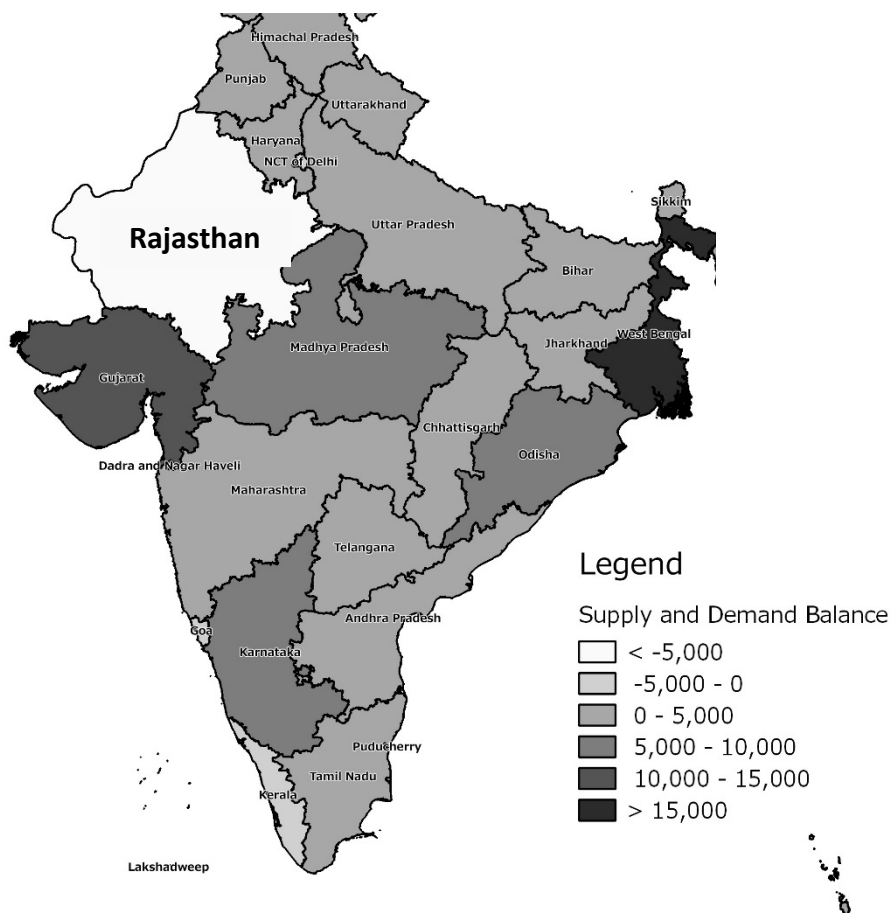 Himachal Pradesh
Punjab
Uttarakhand
Haryana
NCT of Delhi
Sikkim
Rajasthan
Uttar Pradesh
Bihar
West Bengal
Jharkhand
Madhya Pradesh
Gujarat
Chhattisgarh
Odisha
Dadra and Nagar Haveli
Maharashtra
Telangana
Andhra Pradesh
Goa
Karnataka
Puducherry
Tamil Nadu
Kerala
Lakshadweep
Legend
Supply and Demand Balance
< -5,000
-5,000 - 0
0 - 5,000
5,000 - 10,000
10,000 - 15,000
> 15,000